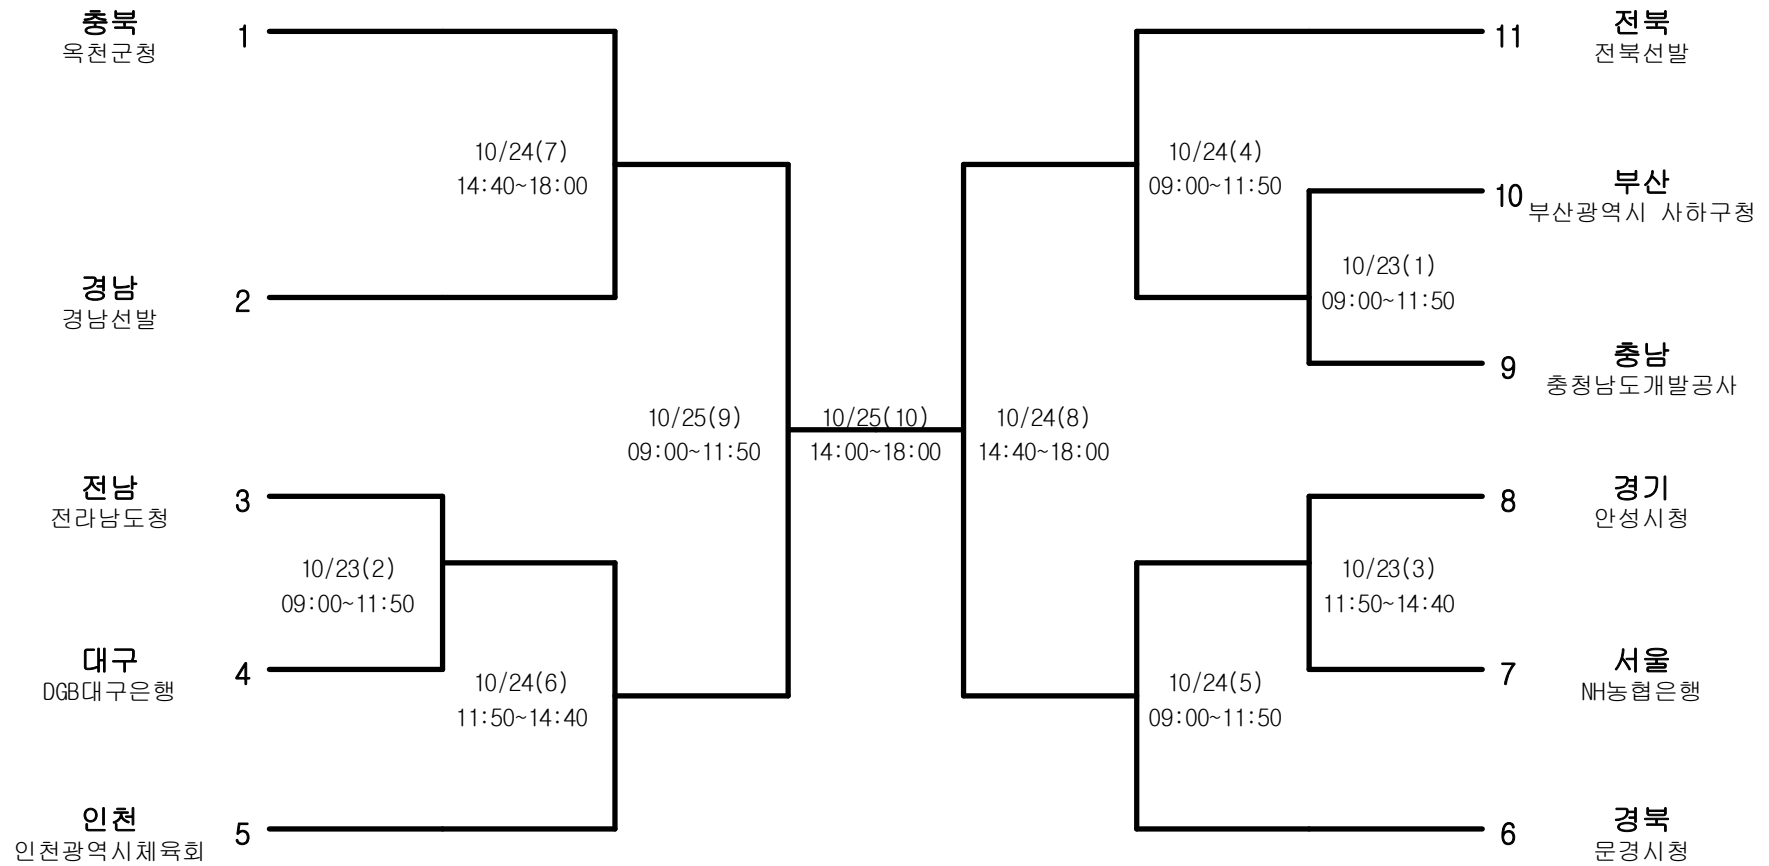 충북
옥천군청
1
10/24(7)
14:40~18:00
경남
경남선발
2
전남
전라남도청
3
10/23(2)
09:00~11:50
대구
DGB대구은행
4
10/24(6)
11:50~14:40
인천
인천광역시체육회
5
10/25(9)
09:00~11:50
10/25(10)
14:00~18:00
10/24(8)
14:40~18:00
11
전북
전북선발
10/24(4)
09:00~11:50
10
부산
부산광역시 사하구청
10/23(1)
09:00~11:50
9
충남
충청남도개발공사
8
경기
안성시청
10/23(3)
11:50~14:40
7
서울
NH농협은행
10/24(5)
09:00~11:50
6
경북
문경시청